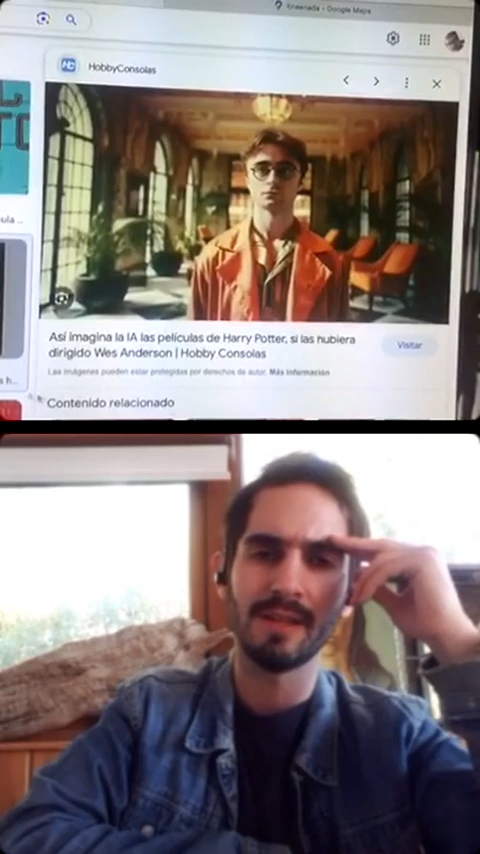 Ensenada - Google Maps
HobbyConsolas
Así imagina la IA las películas de Harry Potter, si las hubiera
dirigido Wes Anderson | Hobby Consolas
Visitar
Las imágenes pueden estar protegidas por derechos de autor. Más información
Contenido relacionado